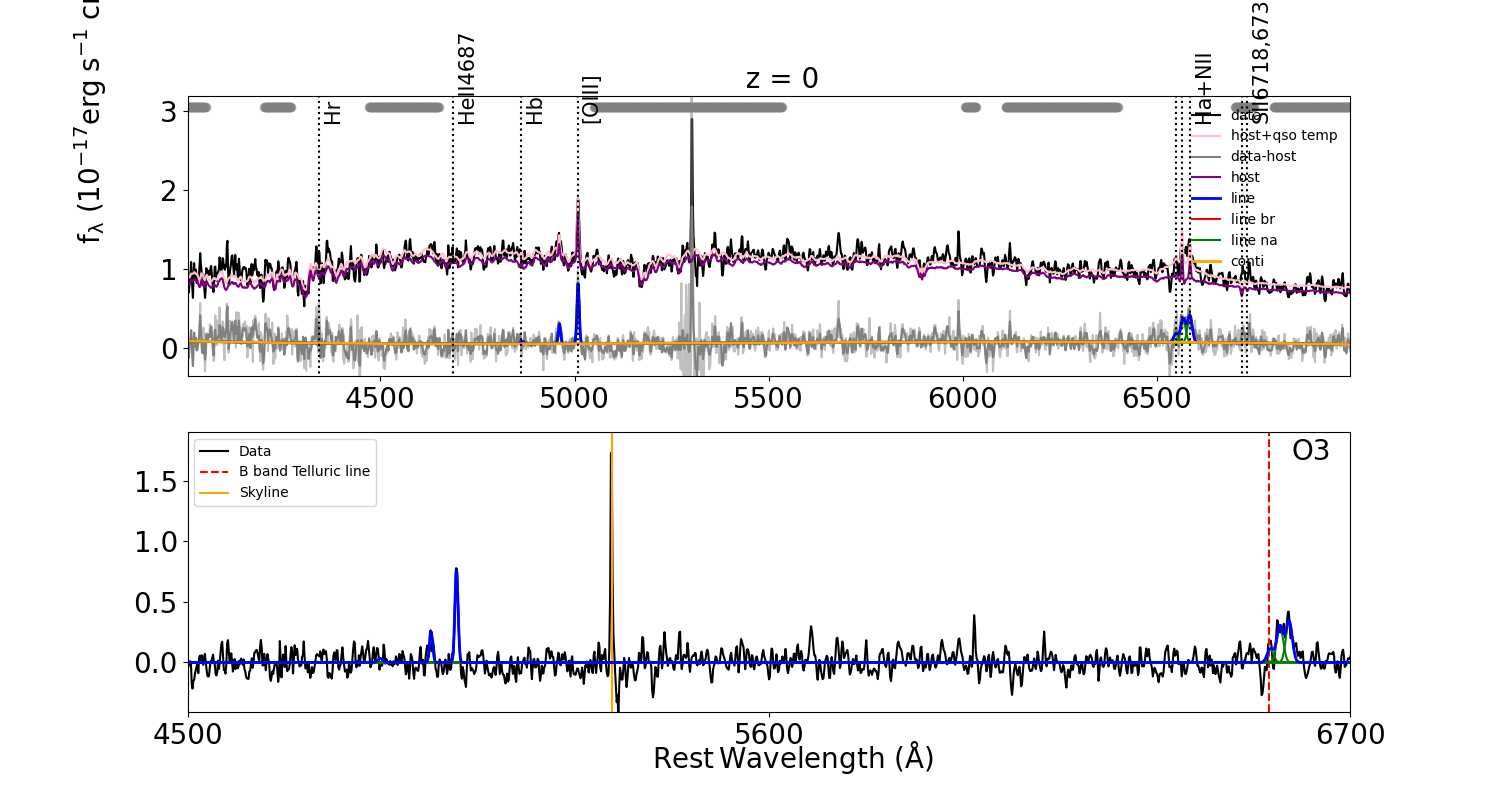 z = 0
f_λ (10^−17 erg s^−1 c
Hr
HeII4687
Hb
[OIII]
Ha+NII
SII6718,673
3
2
1
0
data
host+qso temp
data-host
host
line
line br
line na
conti
4500
5000
5500
6000
6500
O3
Data
B band Telluric line
Skyline
1.5
1.0
0.5
0.0
4500
5600
6700
Rest Wavelength (Å)